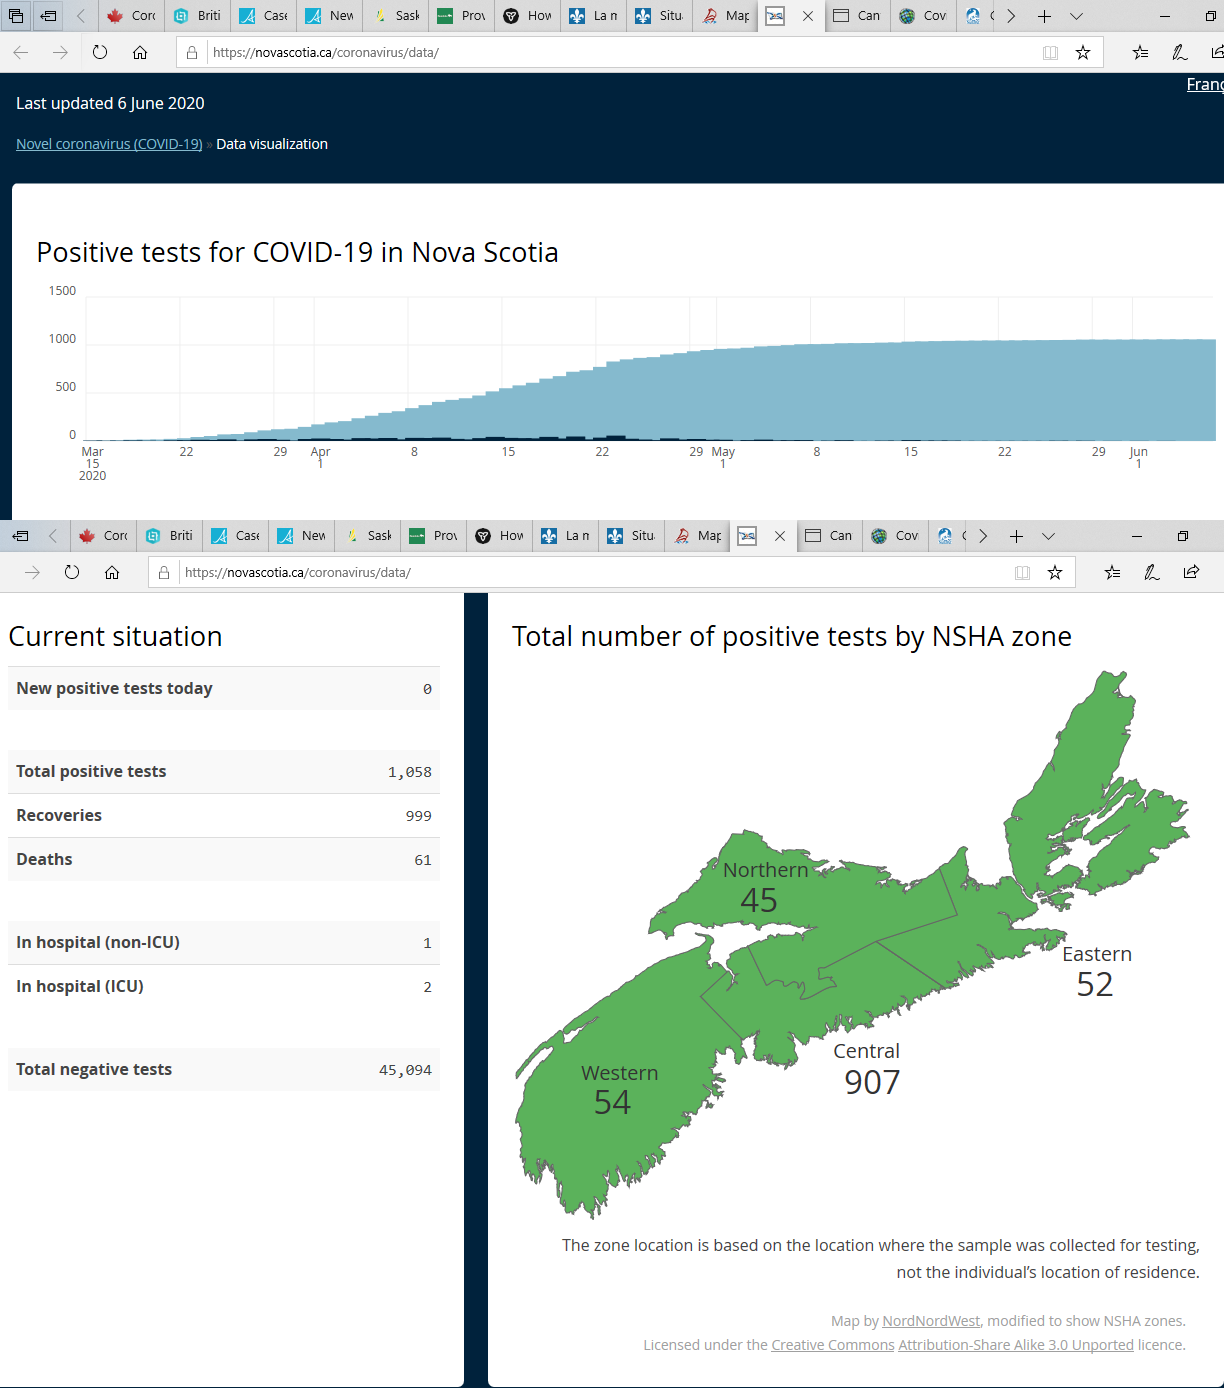 Corc
Briti
Case
New
Sask
Prov
How
La n
Situ
Map
Can
Cov
https://novascotia.ca/coronavirus/data/
Franç
Last updated 6 June 2020
Novel coronavirus (COVID-19) » Data visualization
Positive tests for COVID-19 in Nova Scotia
1500
1000
500
0
Mar 22 29 Apr 8 15 22 29 May 8 15 22 29 Jun
15 1 1 1
2020
Corc
Briti
Case
New
Sask
Prov
How
La n
Situ
Map
Can
Cov
https://novascotia.ca/coronavirus/data/
Current situation
New positive tests today 0
Total positive tests 1,058
Recoveries 999
Deaths 61
In hospital (non-ICU) 1
In hospital (ICU) 2
Total negative tests 45,094
Total number of positive tests by NSHA zone
Northern
45
Eastern
52
Central
907
Western
54
The zone location is based on the location where the sample was collected for testing,
not the individual's location of residence.
Map by NordNordWest, modified to show NSHA zones.
Licensed under the Creative Commons Attribution-Share Alike 3.0 Unported licence.